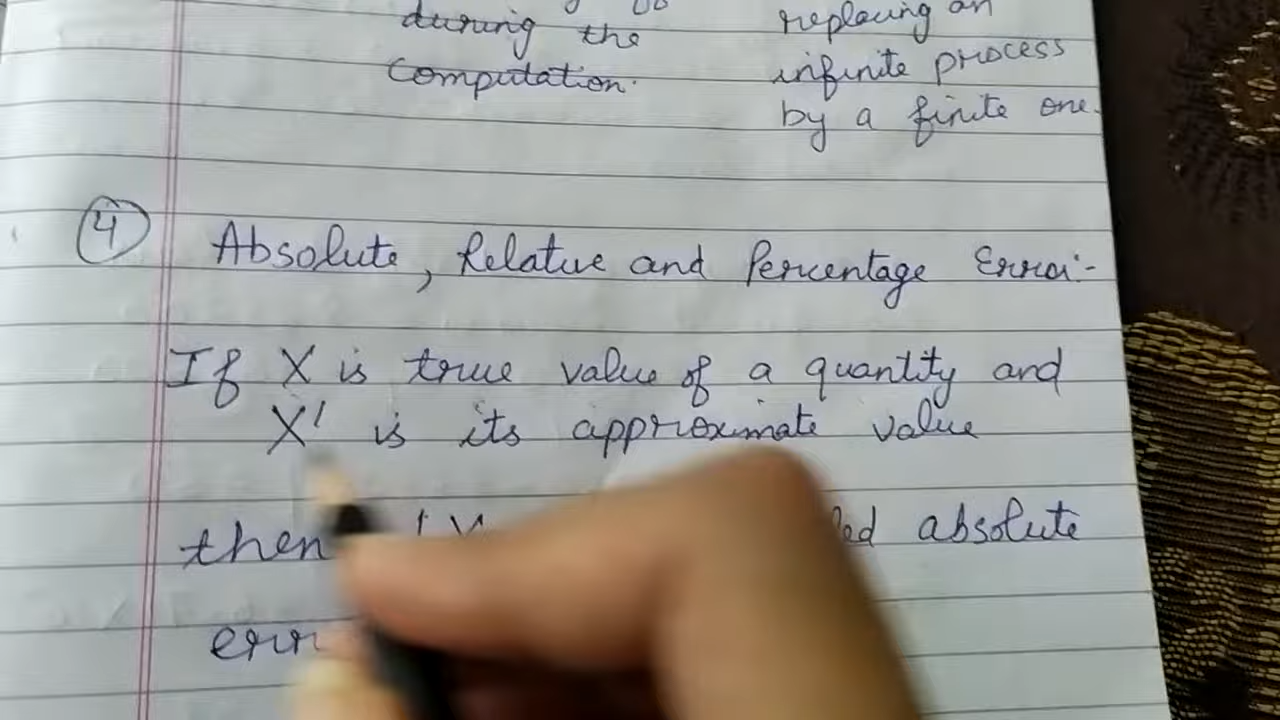 during the
replacing an
Computation.
infinite process
by a finite one.
4 Absolute, Relative and Percentage Error:-
If X is true value of a quantity and
X' is its approximate value
then absolute